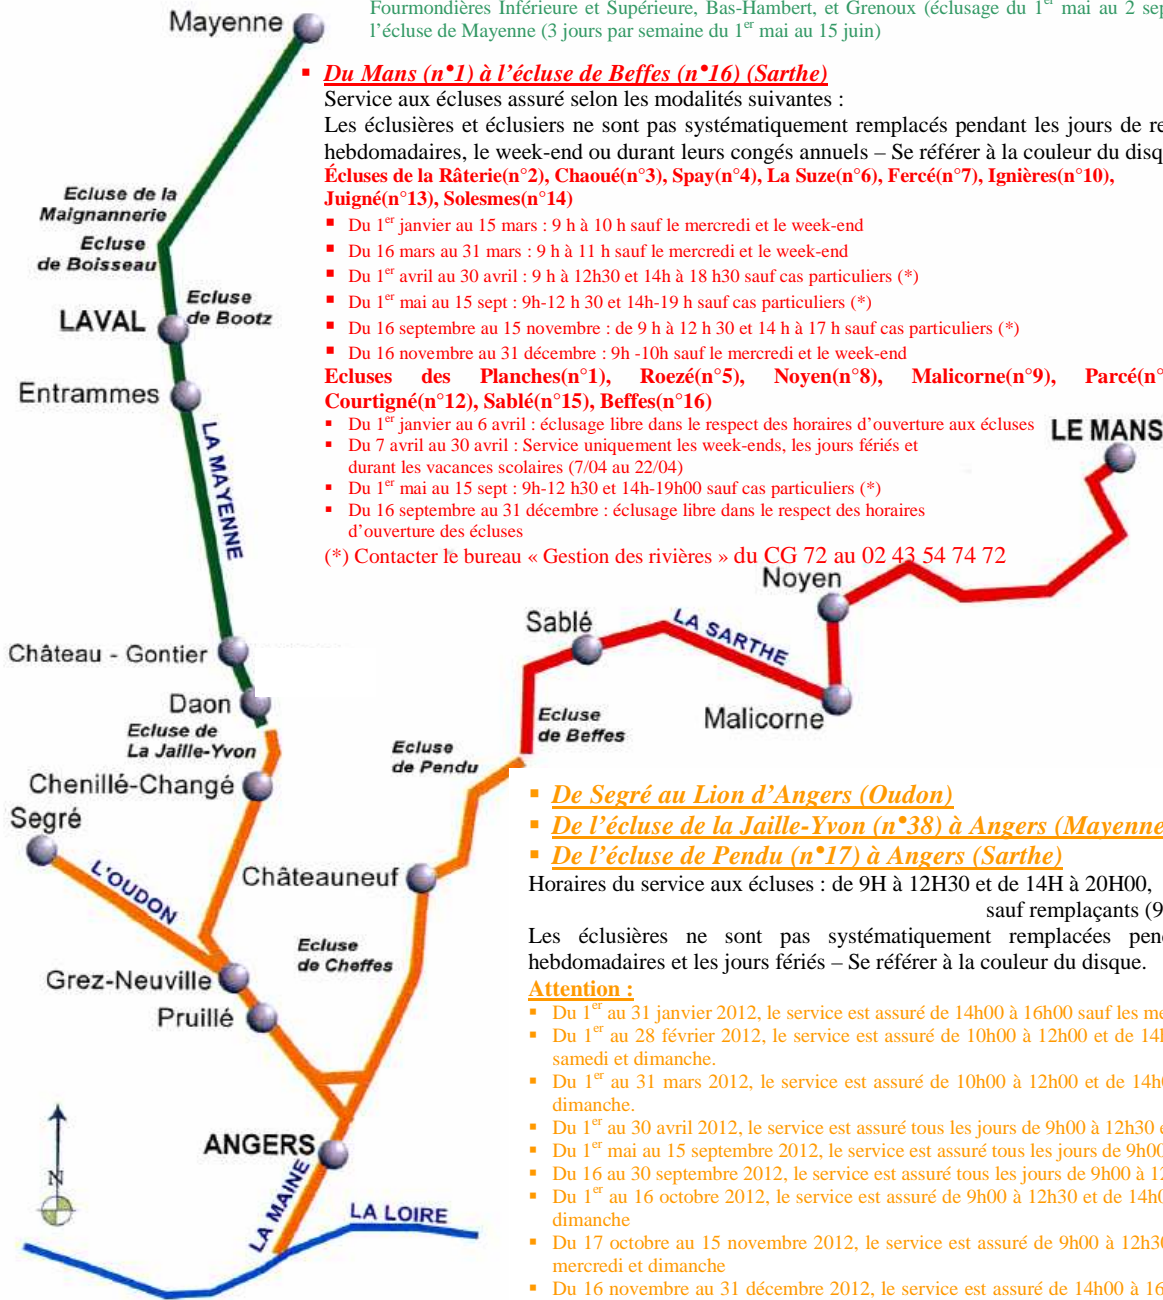 Fourmondières Inférieure et Supérieure, Bas-Hambert, et Grenoux (éclusage du 1er mai au 2 sep
l'écluse de Mayenne (3 jours par semaine du 1er mai au 15 juin)
Mayenne
▪ Du Mans (n°1) à l'écluse de Beffes (n°16) (Sarthe)
Service aux écluses assuré selon les modalités suivantes :
Les éclusières et éclusiers ne sont pas systématiquement remplacés pendant les jours de re
hebdomadaires, le week-end ou durant leurs congés annuels – Se référer à la couleur du disq
Écluses de la Râterie(n°2), Chaoué(n°3), Spay(n°4), La Suze(n°6), Fercé(n°7), Ignières(n°10),
Juigné(n°13), Solesmes(n°14)
▪ Du 1er janvier au 15 mars : 9 h à 10 h sauf le mercredi et le week-end
▪ Du 16 mars au 31 mars : 9 h à 11 h sauf le mercredi et le week-end
▪ Du 1er avril au 30 avril : 9 h à 12h30 et 14h à 18 h30 sauf cas particuliers (*)
▪ Du 1er mai au 15 sept : 9h-12 h 30 et 14h-19 h sauf cas particuliers (*)
▪ Du 16 septembre au 15 novembre : de 9 h à 12 h 30 et 14 h à 17 h sauf cas particuliers (*)
▪ Du 16 novembre au 31 décembre : 9h -10h sauf le mercredi et le week-end
Ecluses des Planches(n°1), Roezé(n°5), Noyen(n°8), Malicorne(n°9), Parcé(n°
Courtigné(n°12), Sablé(n°15), Beffes(n°16)
▪ Du 1er janvier au 6 avril : éclusage libre dans le respect des horaires d'ouverture aux écluses
▪ Du 7 avril au 30 avril : Service uniquement les week-ends, les jours fériés et
durant les vacances scolaires (7/04 au 22/04)
▪ Du 1er mai au 15 sept : 9h-12 h30 et 14h-19h00 sauf cas particuliers (*)
▪ Du 16 septembre au 31 décembre : éclusage libre dans le respect des horaires
d'ouverture des écluses
(*) Contacter le bureau « Gestion des rivières » du CG 72 au 02 43 54 74 72
Ecluse de la
Maignannerie
Ecluse
de Boisseau
Ecluse
de Bootz
LAVAL
Entrammes
LA MAYENNE
LE MANS
Noyen
Sablé
LA SARTHE
Malicorne
Château - Gontier
Daon
Ecluse de
La Jaille-Yvon
Ecluse
de Beffes
Ecluse
de Pendu
Chenillé-Changé
Segré
L'OUDON
Châteauneuf
Ecluse
de Cheffes
Grez-Neuville
Pruillé
ANGERS
N
LA MAINE
LA LOIRE
▪ De Segré au Lion d'Angers (Oudon)
▪ De l'écluse de la Jaille-Yvon (n°38) à Angers (Mayenne
▪ De l'écluse de Pendu (n°17) à Angers (Sarthe)
Horaires du service aux écluses : de 9H à 12H30 et de 14H à 20H00,
sauf remplaçants (9
Les éclusières ne sont pas systématiquement remplacées pend
hebdomadaires et les jours fériés – Se référer à la couleur du disque.
Attention :
▪ Du 1er au 31 janvier 2012, le service est assuré de 14h00 à 16h00 sauf les me
▪ Du 1er au 28 février 2012, le service est assuré de 10h00 à 12h00 et de 14h
samedi et dimanche.
▪ Du 1er au 31 mars 2012, le service est assuré de 10h00 à 12h00 et de 14h0
dimanche.
▪ Du 1er au 30 avril 2012, le service est assuré tous les jours de 9h00 à 12h30 e
▪ Du 1er mai au 15 septembre 2012, le service est assuré tous les jours de 9h00
▪ Du 16 au 30 septembre 2012, le service est assuré tous les jours de 9h00 à 12
▪ Du 1er au 16 octobre 2012, le service est assuré de 9h00 à 12h30 et de 14h0
dimanche
▪ Du 17 octobre au 15 novembre 2012, le service est assuré de 9h00 à 12h30
mercredi et dimanche
▪ Du 16 novembre au 31 décembre 2012, le service est assuré de 14h00 à 16